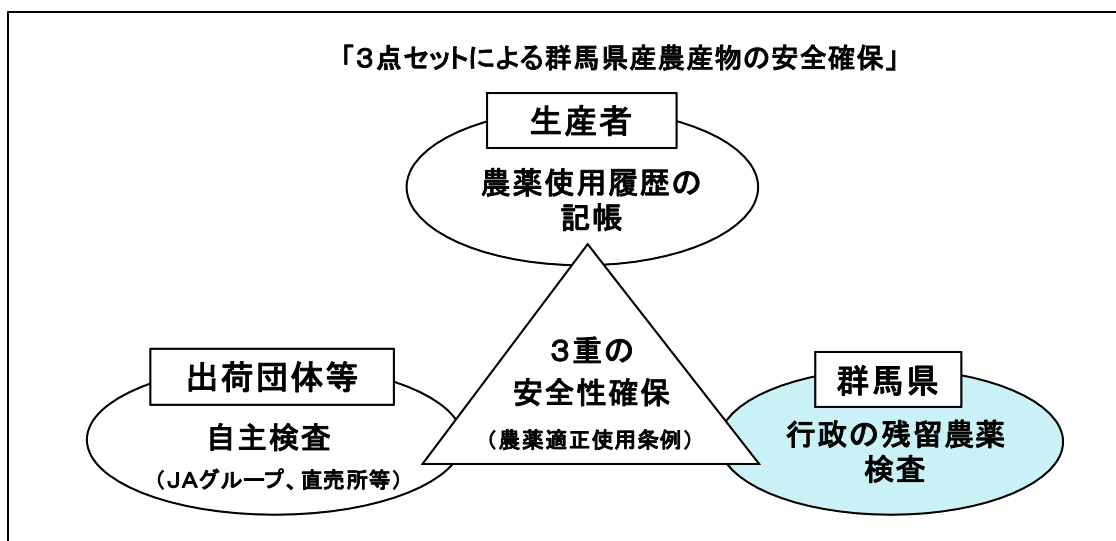 「３点セットによる群馬県産農産物の安全確保」
生産者
農薬使用履歴の
記帳
３重の
安全性確保
（農薬適正使用条例）
出荷団体等
自主検査
（ＪＡグループ、直売所等）
群馬県
行政の残留農薬
検査